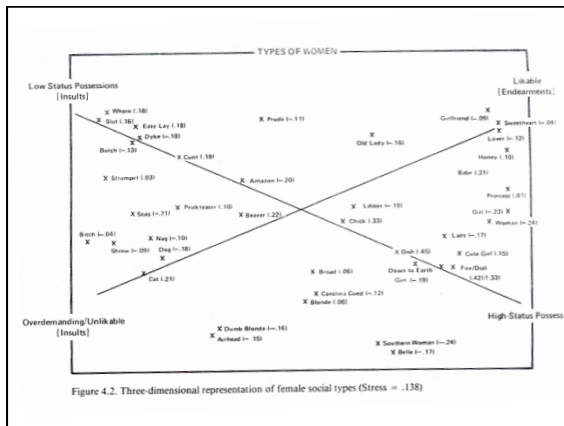 TYPES OF WOMEN
Low Status Possessions
[Insults]
Likable
[Endearments]
X Whore (.18)
X Slut (.16)
X Easy Lay (.18)
X Dyke (-.18)
Butch (-.13)
X Prude (-.11)
X
Girlfriend (-.09)
X Sweetheart (-.04)
X
Lover (-.12)
X
Old Lady (-.16)
X Cunt (.19)
X
Honey (.10)
Babe (.21)
X Strumpet (.03)
X Amazon (-.20)
X
Princess (.01)
X Stag (-.21)
X Prickteaser (.10)
X Beaver (.22)
X Libber (-.19)
X Chick (.33)
Girl (-.23) X
X
Woman (-.24)
Bitch (-.04)
X
X
Shrew (-.09)
X Nag (-.10)
Dog (-.18)
X
X
Cat (.21)
X
Lady (-.17)
X Dish (.45)
X Cute Girl (.15)
X
Down to Earth
Girl (-.19)
X X Fox/Doll
(.42)(.33)
X Broad (.06)
X Carolina Coed (-.12)
X
Blonde (.08)
Overdemanding/Unlikable
[Insults]
High-Status Possess
X Dumb Blonde (-.16)
X
Airhead (-.15)
X Southern Woman (-.24)
X
Belle (-.17)
Figure 4.2. Three-dimensional representation of female social types (Stress = .138)